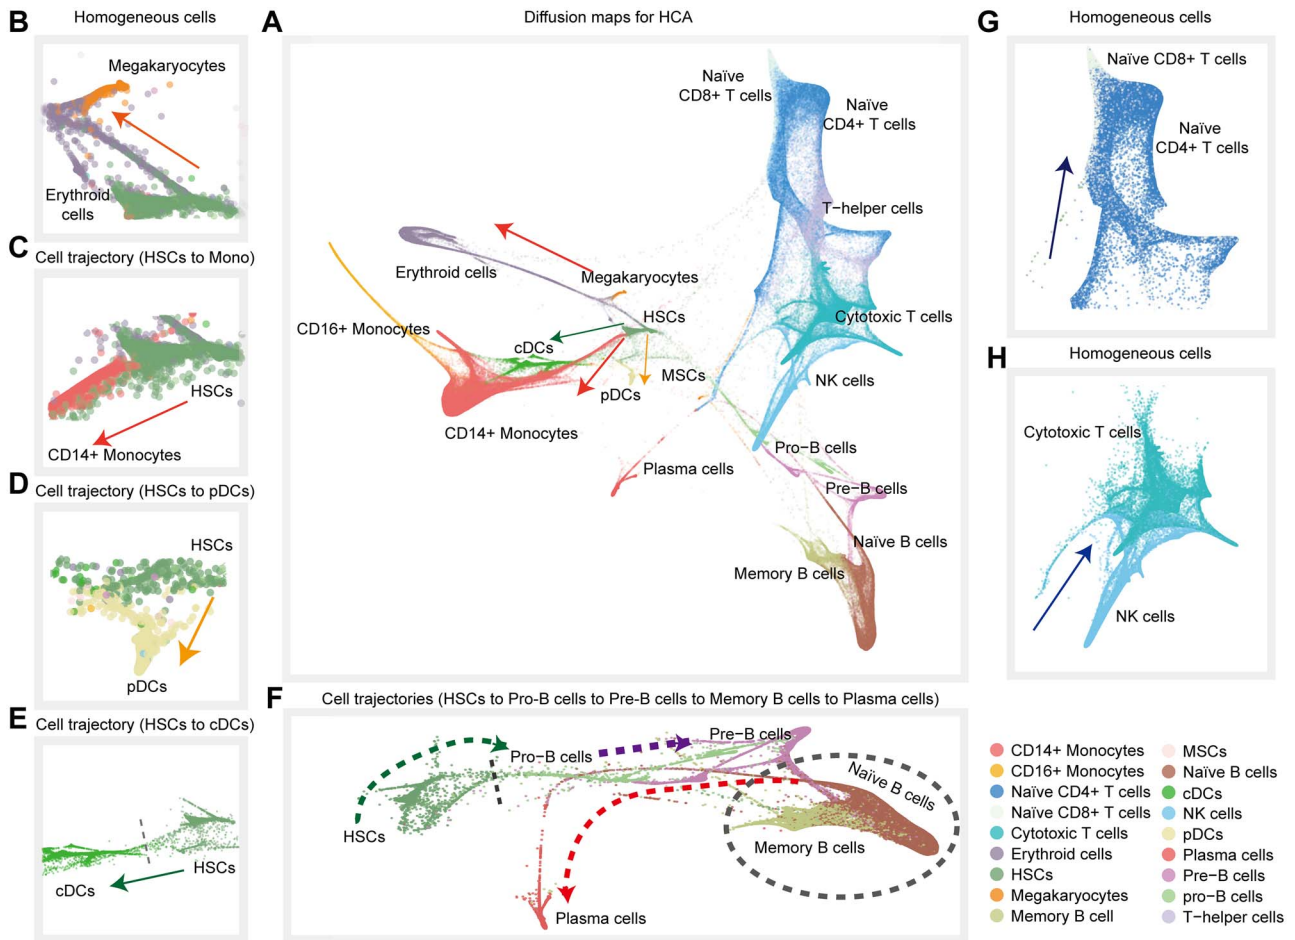 B
Homogeneous cells
Megakaryocytes
Erythroid
cells
C
Cell trajectory (HSCs to Mono)
HSCs
CD14+ Monocytes
D
Cell trajectory (HSCs to pDCs)
HSCs
pDCs
E
Cell trajectory (HSCs to cDCs)
cDCs
HSCs
A
Diffusion maps for HCA
Naïve
CD8+ T cells
Naïve
CD4+ T cells
T−helper cells
Erythroid cells
Megakaryocytes
HSCs
CD16+ Monocytes
Cytotoxic T cells
cDCs
MSCs
NK cells
pDCs
CD14+ Monocytes
Pro−B cells
Plasma cells
Pre−B cells
Naïve B cells
Memory B cells
F
Cell trajectories (HSCs to Pro-B cells to Pre-B cells to Memory B cells to Plasma cells)
Pre−B cells
Pro−B cells
Naïve B cells
HSCs
Memory B cells
Plasma cells
G
Homogeneous cells
Naïve CD8+ T cells
Naïve
CD4+ T cells
H
Homogeneous cells
Cytotoxic T cells
NK cells
CD14+ Monocytes
CD16+ Monocytes
Naïve CD4+ T cells
Naïve CD8+ T cells
Cytotoxic T cells
Erythroid cells
HSCs
Megakaryocytes
Memory B cell
MSCs
Naïve B cells
cDCs
NK cells
pDCs
Plasma cells
Pre−B cells
pro−B cells
T−helper cells